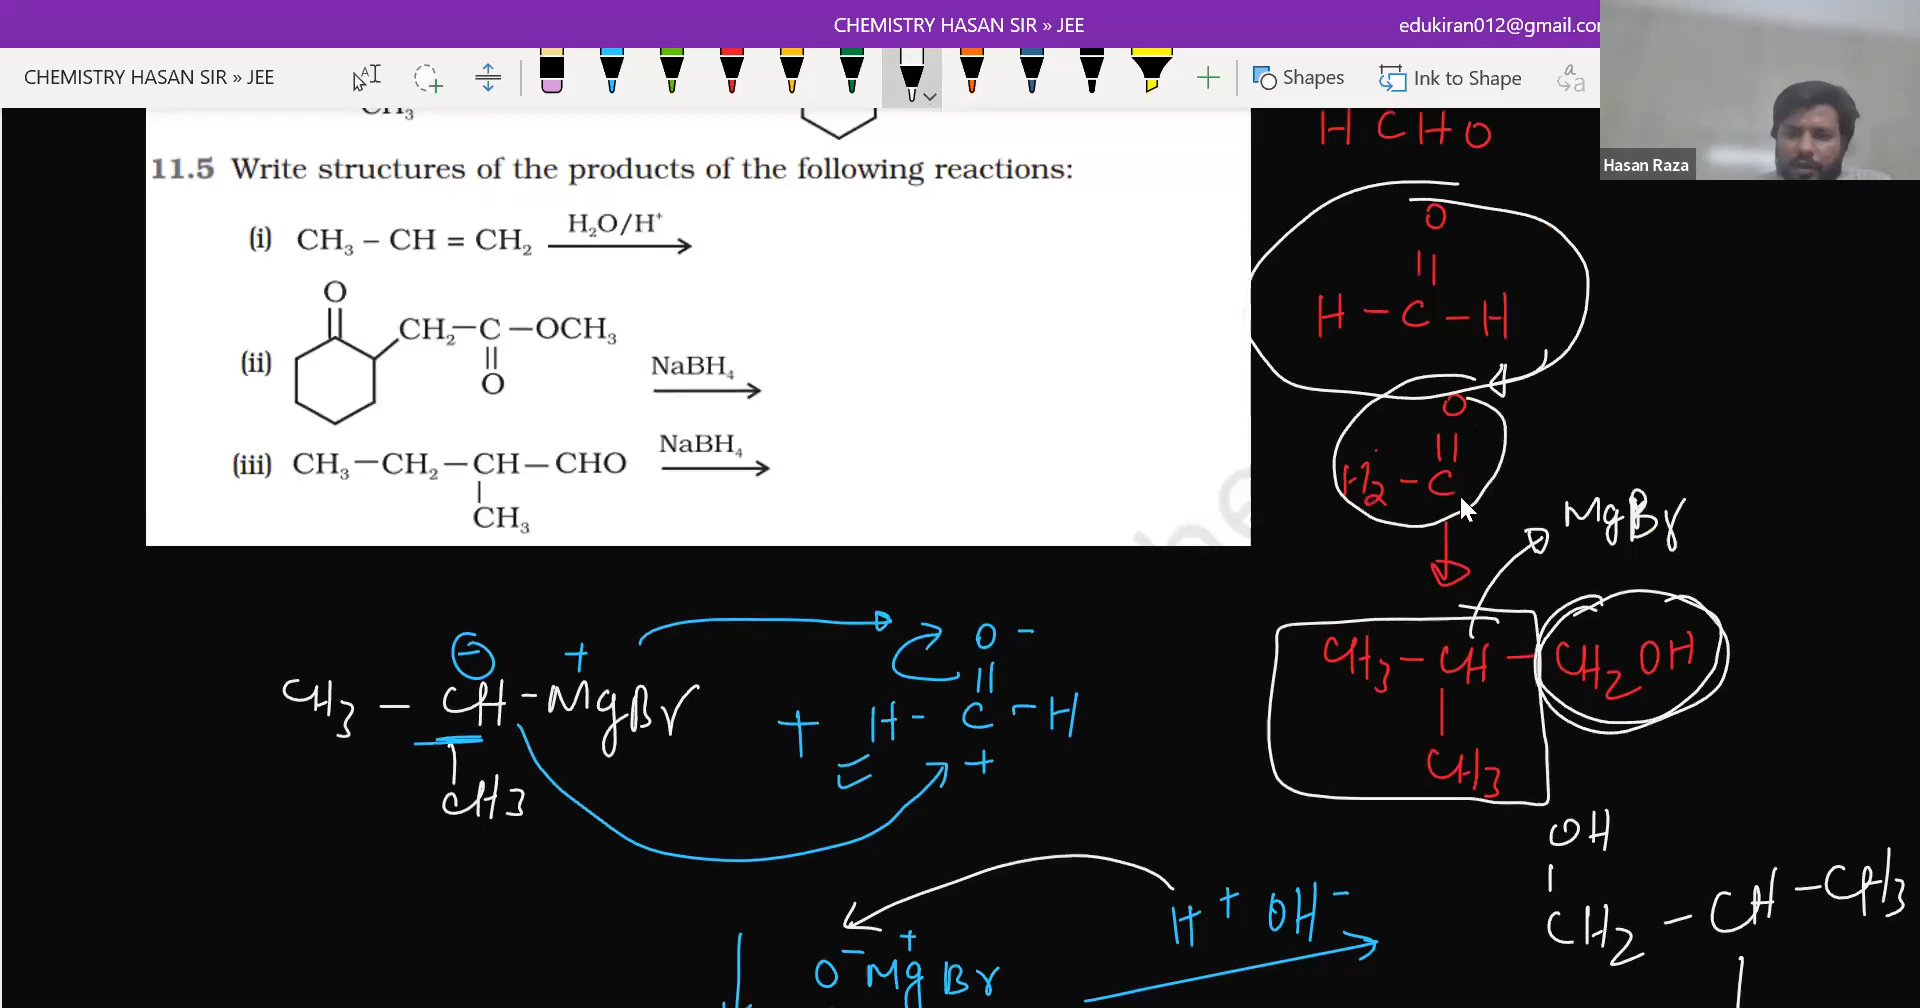 CHEMISTRY HASAN SIR » JEE
edukiran012@gmail.co
CHEMISTRY HASAN SIR » JEE
Shapes
Ink to Shape
Hasan Raza
CH₃
11.5 Write structures of the products of the following reactions:
(i) CH₃ – CH = CH₂
H₂O/H⁺
O
(ii)
CH₂—C—OCH₃
O
NaBH₄
(iii) CH₃—CH₂—CH—CHO
CH₃
NaBH₄
HCHO
O
||
H – C – H
O
||
H₂ – C
MgBr
CH₃ – CH – CH₂OH
|
CH₃
⊖ +
CH₃ – CH – MgBr
|
CH3
O –
||
+ H – C – H
+
H⁺ OH⁻
O⁻ Mg⁺ Br
OH
|
CH₂ – CH – CH₃
|